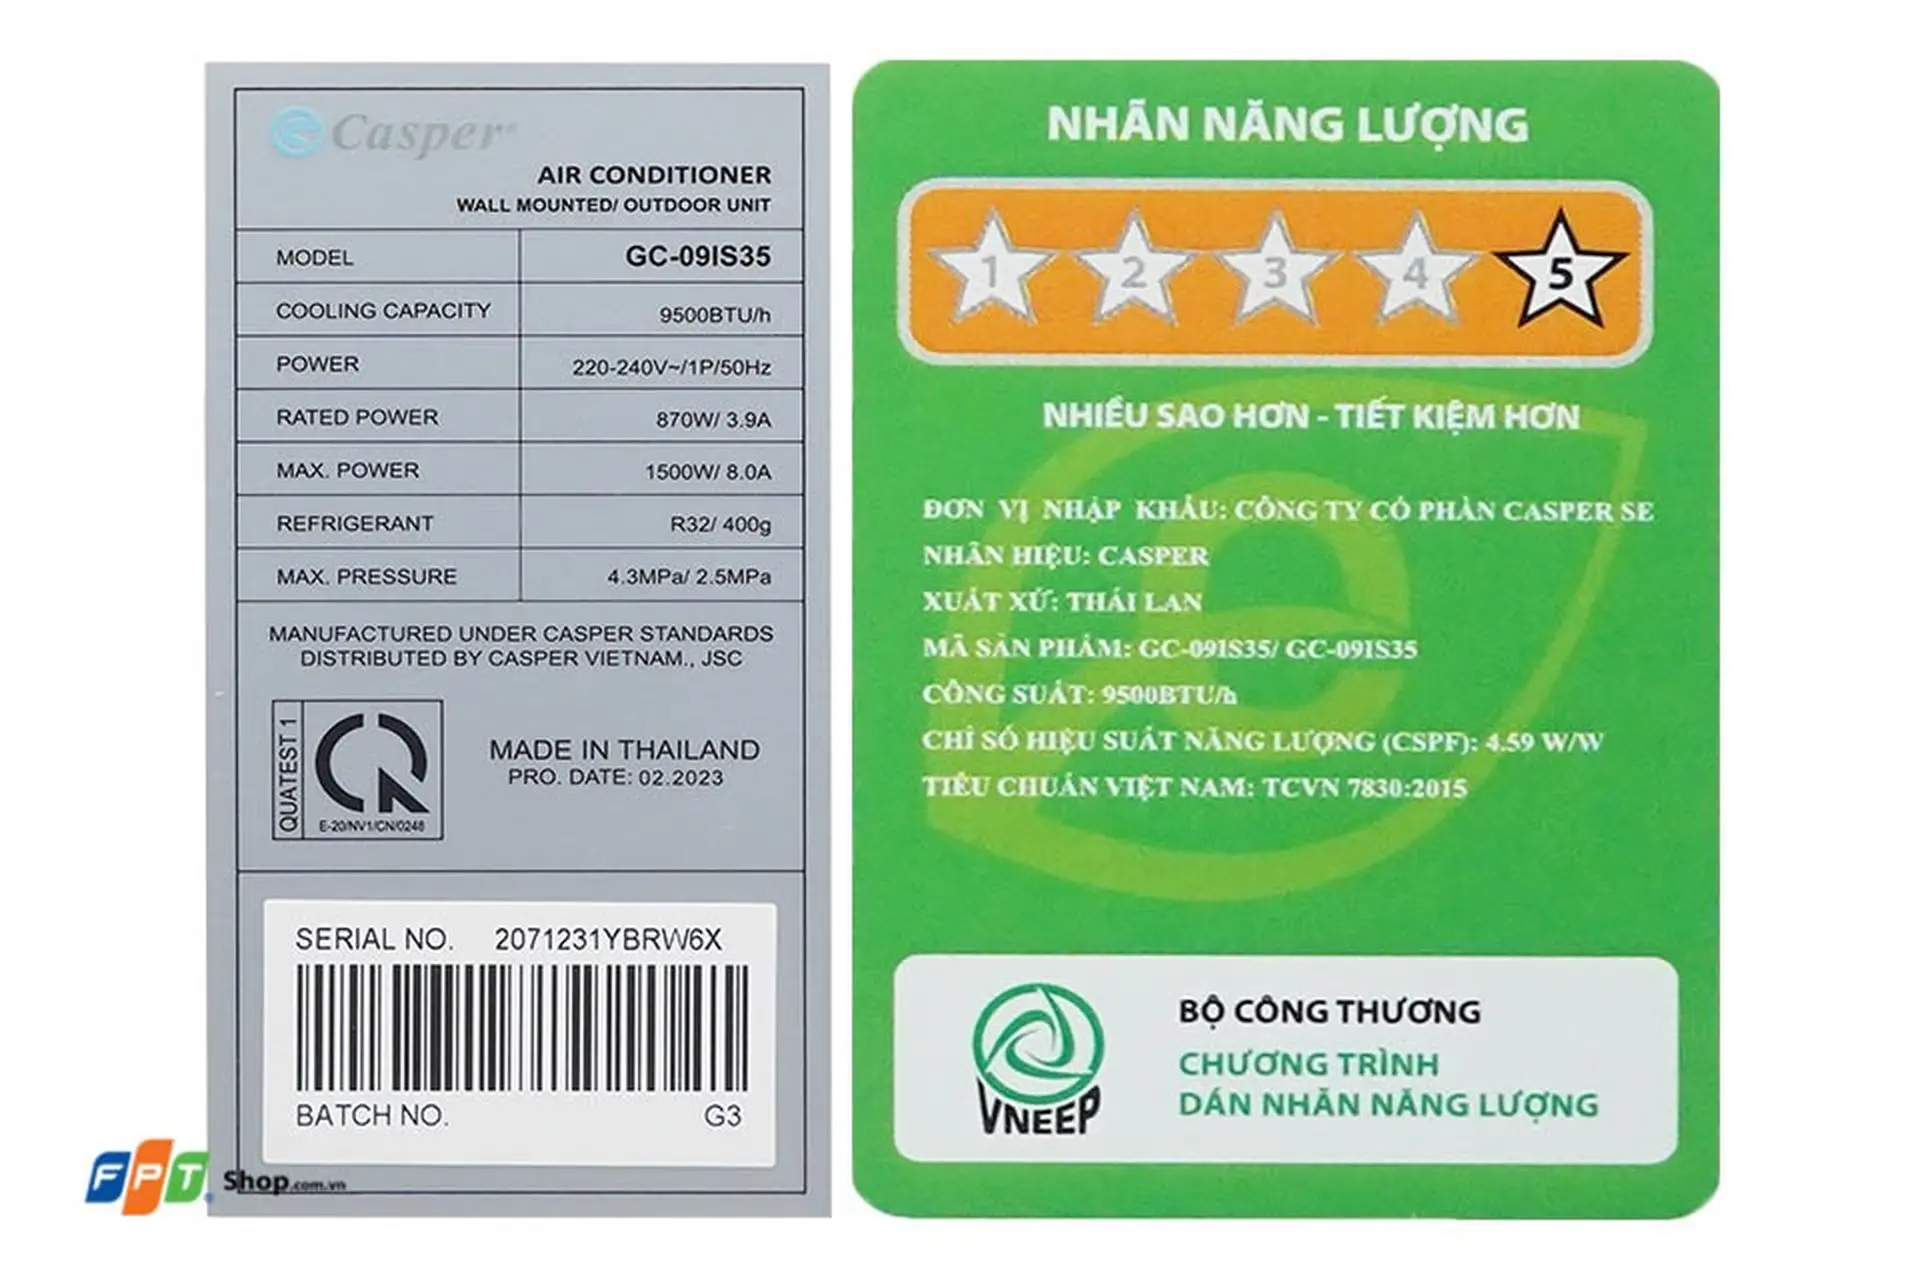 Casper
AIR CONDITIONER
WALL MOUNTED/ OUTDOOR UNIT
MODEL GC-09IS35
COOLING CAPACITY 9500BTU/h
POWER 220-240V~/1P/50Hz
RATED POWER 870W/ 3.9A
MAX. POWER 1500W/ 8.0A
REFRIGERANT R32/ 400g
MAX. PRESSURE 4.3MPa/ 2.5MPa
MANUFACTURED UNDER CASPER STANDARDS
DISTRIBUTED BY CASPER VIETNAM., JSC
QUATEST 1
E-20/NV1/CN/0248
MADE IN THAILAND
PRO. DATE: 02.2023
SERIAL NO. 2071231YBRW6X
BATCH NO. G3
FPT Shop.com.vn
NHÃN NĂNG LƯỢNG
1 2 3 4 5
NHIỀU SAO HƠN - TIẾT KIỆM HƠN
ĐƠN VỊ NHẬP KHẨU: CÔNG TY CỔ PHẦN CASPER SE
NHÃN HIỆU: CASPER
XUẤT XỨ: THÁI LAN
MÃ SẢN PHẨM: GC-09IS35/ GC-09IS35
CÔNG SUẤT: 9500BTU/h
CHỈ SỐ HIỆU SUẤT NĂNG LƯỢNG (CSPF): 4.59 W/W
TIÊU CHUẨN VIỆT NAM: TCVN 7830:2015
VNEEP
BỘ CÔNG THƯƠNG
CHƯƠNG TRÌNH
DÁN NHÃN NĂNG LƯỢNG